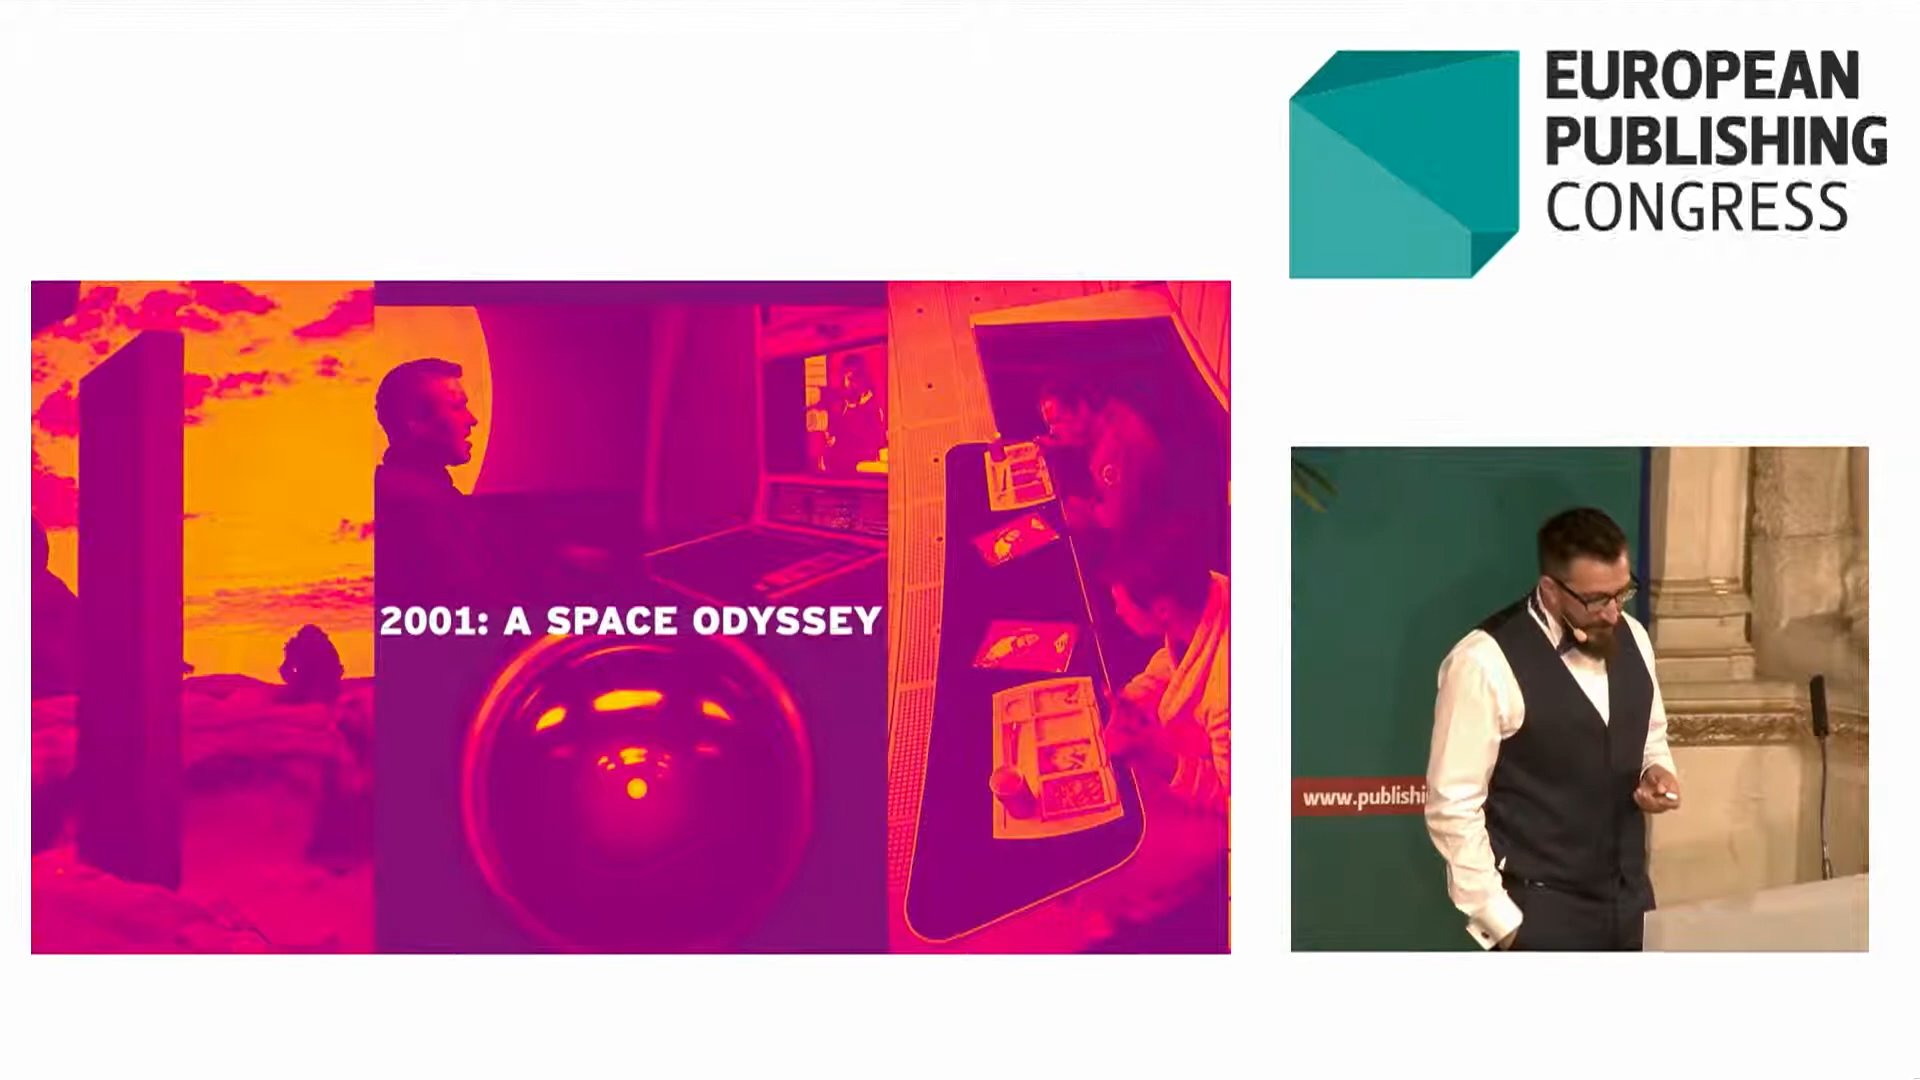 EUROPEAN
PUBLISHING
CONGRESS
2001: A SPACE ODYSSEY
www.publishi